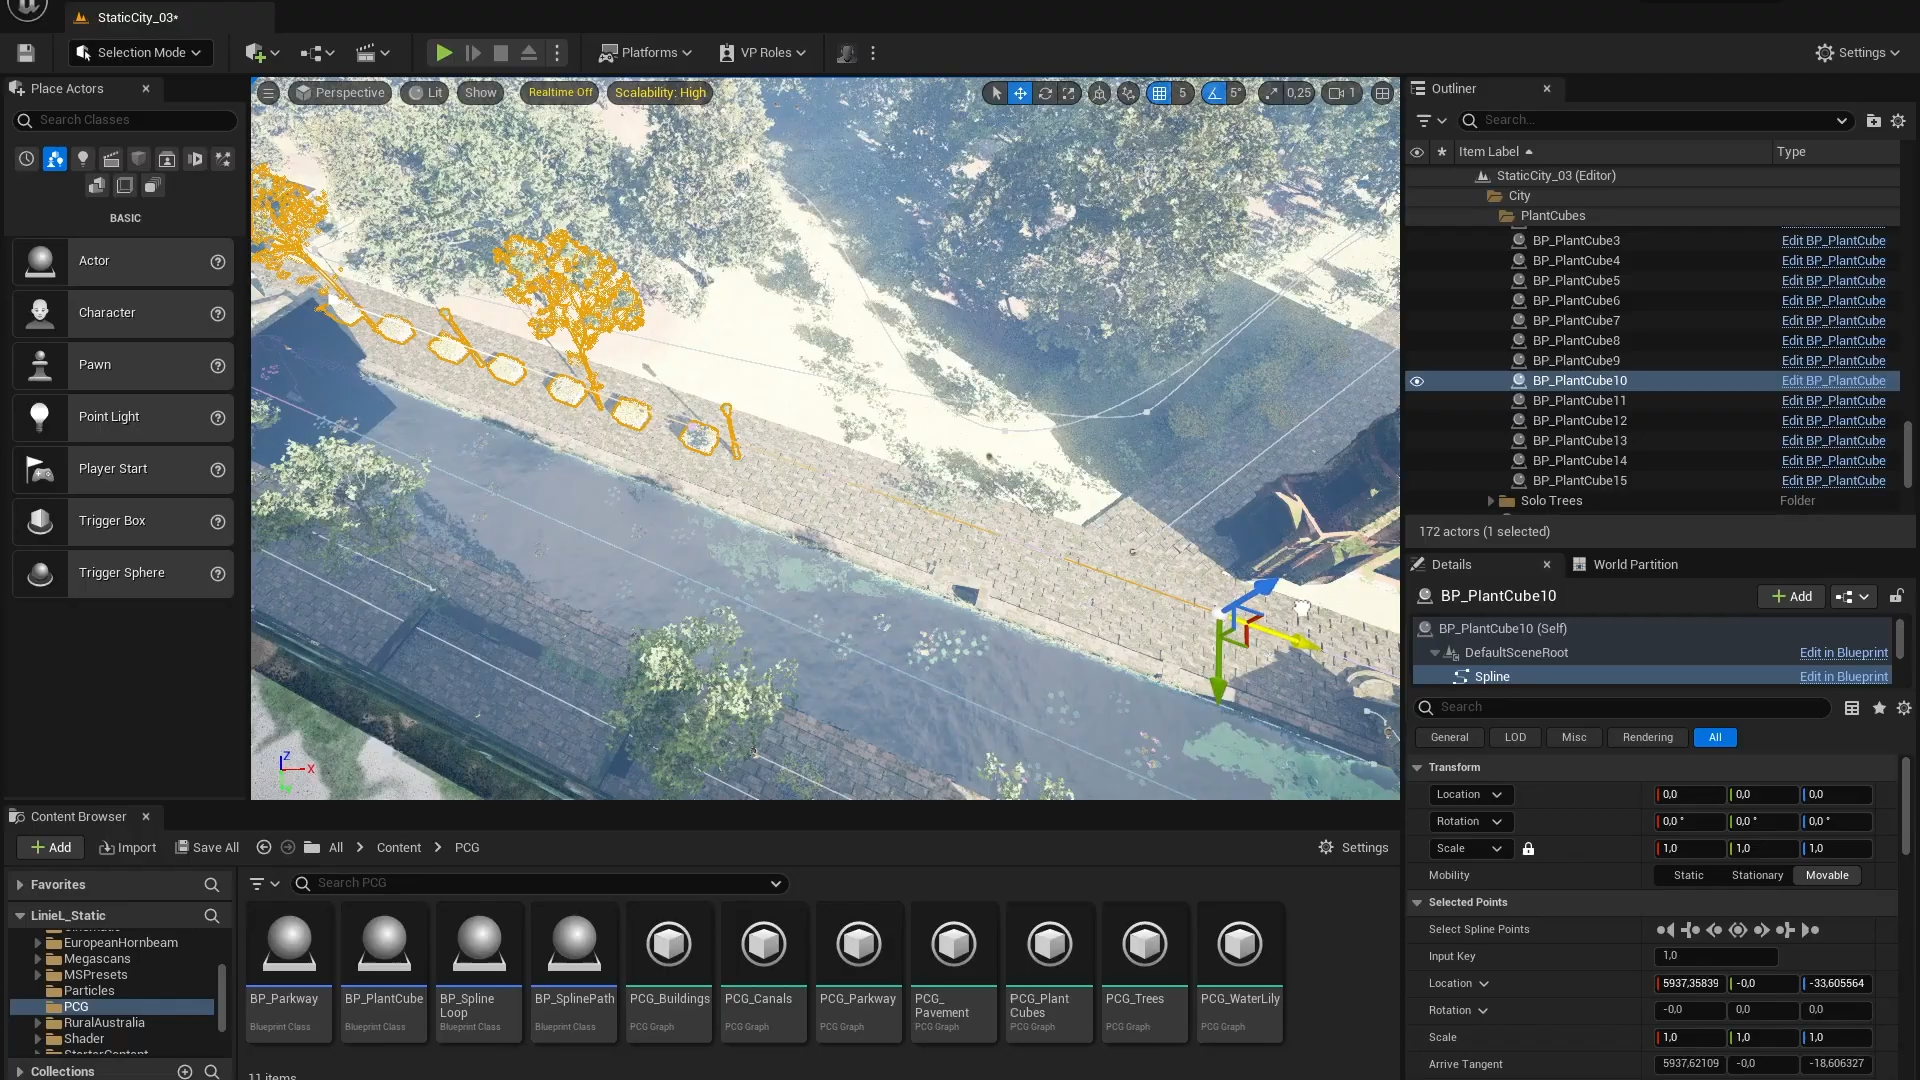 StaticCity_03*
Selection Mode
Platforms
VP Roles
Settings
Place Actors
Search Classes
BASIC
Actor
Character
Pawn
Point Light
Player Start
Trigger Box
Trigger Sphere
Perspective
Lit
Show
Realtime Off
Scalability: High
5
5°
0,25
1
Z
X
Outliner
Search...
Item Label
Type
StaticCity_03 (Editor)
City
PlantCubes
BP_PlantCube3 Edit BP_PlantCube
BP_PlantCube4 Edit BP_PlantCube
BP_PlantCube5 Edit BP_PlantCube
BP_PlantCube6 Edit BP_PlantCube
BP_PlantCube7 Edit BP_PlantCube
BP_PlantCube8 Edit BP_PlantCube
BP_PlantCube9 Edit BP_PlantCube
BP_PlantCube10 Edit BP_PlantCube
BP_PlantCube11 Edit BP_PlantCube
BP_PlantCube12 Edit BP_PlantCube
BP_PlantCube13 Edit BP_PlantCube
BP_PlantCube14 Edit BP_PlantCube
BP_PlantCube15 Edit BP_PlantCube
Solo Trees Folder
172 actors (1 selected)
Details
World Partition
BP_PlantCube10
Add
BP_PlantCube10 (Self)
DefaultSceneRoot Edit in Blueprint
Spline Edit in Blueprint
Search
General LOD Misc Rendering All
Transform
Location 0,0 0,0 0,0
Rotation 0,0 ° 0,0 ° 0,0 °
Scale 1,0 1,0 1,0
Mobility Static Stationary Movable
Selected Points
Select Spline Points
Input Key 1,0
Location 5937,35839 -0,0 -33,605564
Rotation -0,0 0,0 0,0
Scale 1,0 1,0 1,0
Arrive Tangent 5937,62109 -0,0 -18,606327
Content Browser
Add
Import
Save All
All
Content
PCG
Settings
Favorites
LinieL_Static
EuropeanHornbeam
Megascans
MSPresets
Particles
PCG
RuralAustralia
Shader
StarterContent
Collections
Search PCG
BP_Parkway
Blueprint Class
BP_PlantCube
Blueprint Class
BP_Spline
Loop
Blueprint Class
BP_SplinePath
Blueprint Class
PCG_Buildings
PCG Graph
PCG_Canals
PCG Graph
PCG_Parkway
PCG Graph
PCG_
Pavement
PCG Graph
PCG_Plant
Cubes
PCG Graph
PCG_Trees
PCG Graph
PCG_WaterLily
PCG Graph
11 items